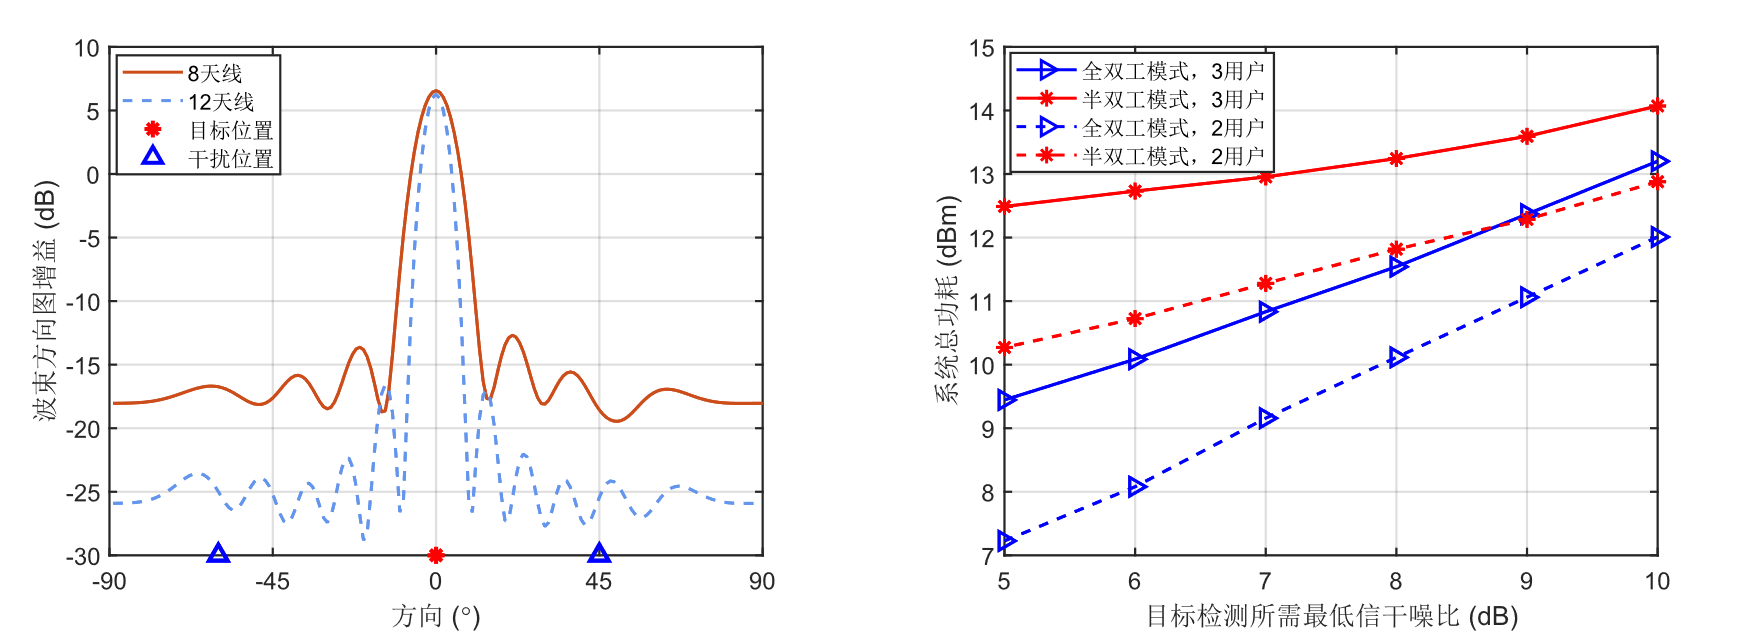 10
5
0
-5
-10
-15
-20
-25
-30
-90
-45
0
45
90
波束方向图增益 (dB)
方向 (°)
8天线
12天线
目标位置
干扰位置
15
14
13
12
11
10
9
8
7
5
6
7
8
9
10
系统总功耗 (dBm)
目标检测所需最低信干噪比 (dB)
全双工模式，3用户
半双工模式，3用户
全双工模式，2用户
半双工模式，2用户